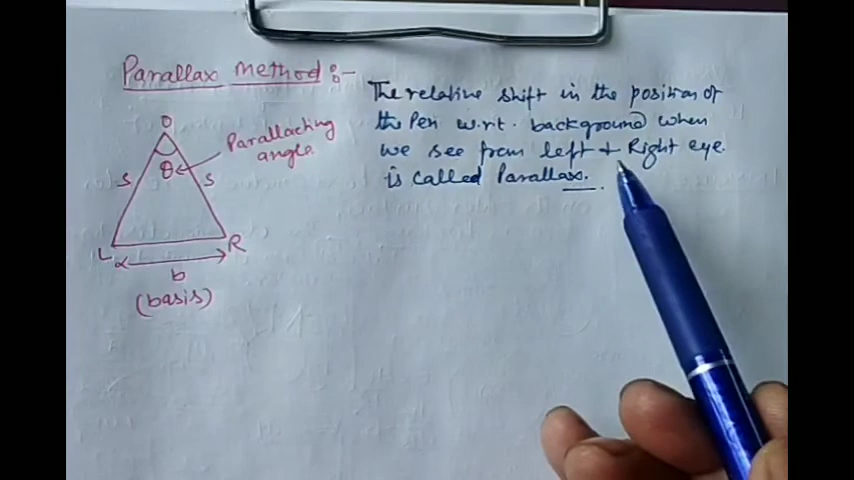 Parallax method :-
The relative shift in the position of
the Pen w.r.t. background when
we see from left + Right eye
is called Parallax.
O
Parallacting
angle
θ
S
S
L
R
b
(basis)